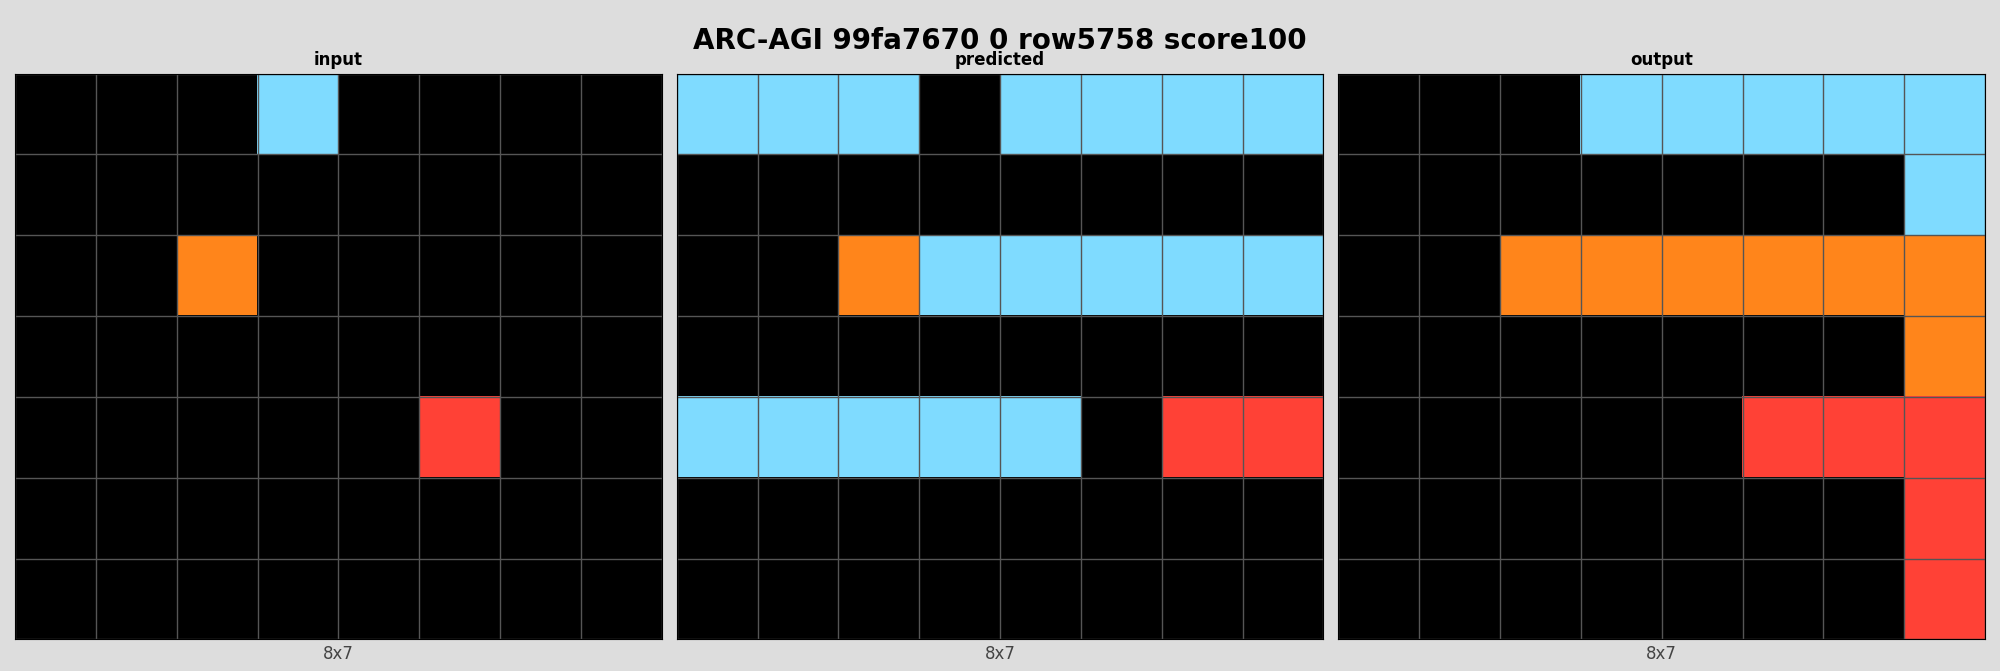 ARC-AGI 99fa7670 0 row5758 score100
input
predicted
output
8x7
8x7
8x7